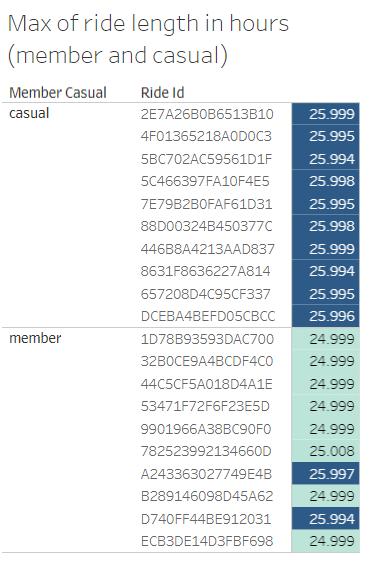 Max of ride length in hours
(member and casual)
Member Casual Ride Id
casual 2E7A26B0B6513B10 25.999
4F01365218A0D0C3 25.995
5BC702AC59561D1F 25.994
5C466397FA10F4E5 25.998
7E79B2B0FAF61D31 25.995
88D00324B450377C 25.998
446B8A4213AAD837 25.999
8631F8636227A814 25.994
657208D4C95CF337 25.995
DCEBA4BEFD05CBCC 25.996
member 1D78B93593DAC700 24.999
32B0CE9A4BCDF4C0 24.999
44C5CF5A018D4A1E 24.999
53471F72F6F23E5D 24.999
9901966A38BC90F0 24.999
782523992134660D 25.008
A243363027749E4B 25.997
B289146098D45A62 24.999
D740FF44BE912031 25.994
ECB3DE14D3FBF698 24.999